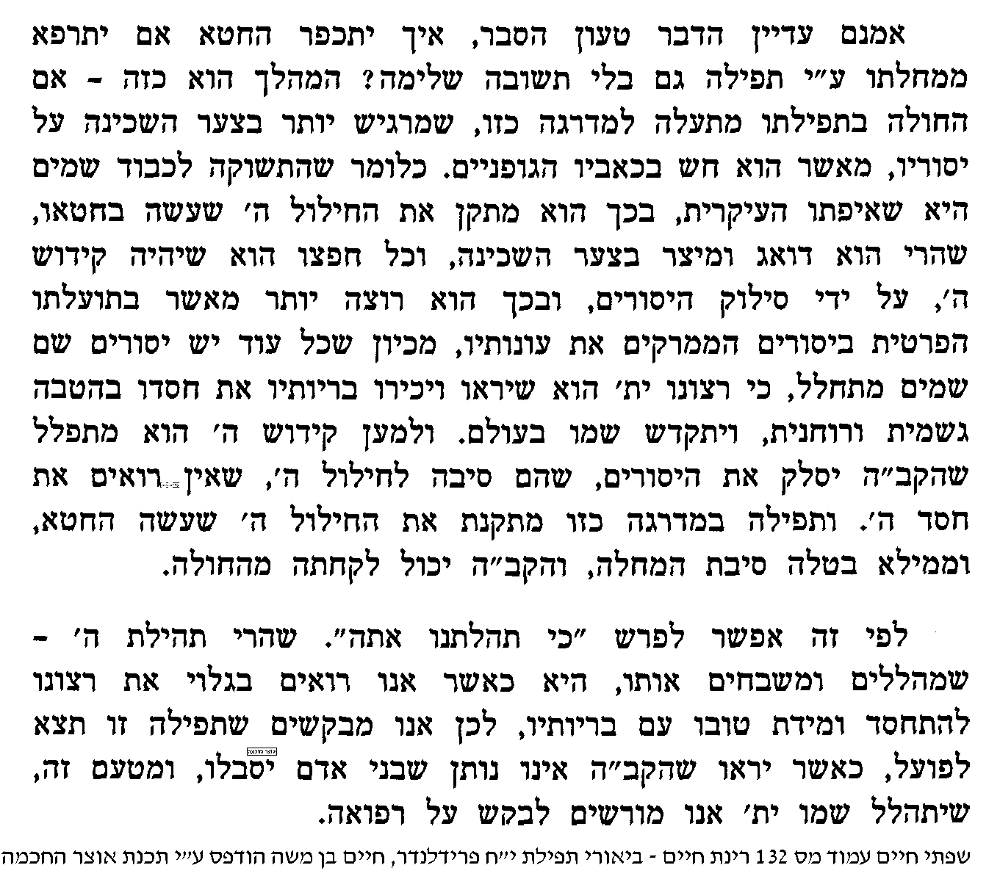 אמנם עדיין הדבר טעון הסבר, איך יתכפר החטא אם יתרפא
ממחלתו ע״י תפילה גם בלי תשובה שלימה? המהלך הוא כזה – אם
החולה בתפילתו מתעלה למדרגה כזו, שמרגיש יותר בצער השכינה על
יסוריו, מאשר הוא חש בכאביו הגופניים. כלומר שהתשוקה לכבוד שמים
היא שאיפתו העיקרית, בכך הוא מתקן את החילול ה׳ שעשה בחטאו,
שהרי הוא דואג ומיצר בצער השכינה, וכל חפצו הוא שיהיה קידוש
ה׳, על ידי סילוק היסורים, ובכך הוא רוצה יותר מאשר בתועלתו
הפרטית ביסורים הממרקים את עונותיו, מכיון שכל עוד יש יסורים שם
שמים מתחלל, כי רצונו ית׳ הוא שיראו ויכירו בריותיו את חסדו בהטבה
גשמית ורוחנית, ויתקדש שמו בעולם. ולמען קידוש ה׳ הוא מתפלל
שהקב״ה יסלק את היסורים, שהם סיבה לחילול ה׳, שאין רואים את
חסד ה׳. ותפילה במדרגה כזו מתקנת את החילול ה׳ שעשה החטא,
וממילא בטלה סיבת המחלה, והקב״ה יכול לקחתה מהחולה.
לפי זה אפשר לפרש ״כי תהלתנו אתה״. שהרי תהילת ה׳ –
שמהללים ומשבחים אותו, היא כאשר אנו רואים בגלוי את רצונו
להתחסד ומידת טובו עם בריותיו, לכן אנו מבקשים שתפילה זו תצא
אוצר החכמה
לפועל, כאשר יראו שהקב״ה אינו נותן שבני אדם יסבלו, ומטעם זה,
שיתהלל שמו ית׳ אנו מורשים לבקש על רפואה.
שפתי חיים עמוד מס 132 רינת חיים - ביאורי תפילת י״ח פרידלנדר, חיים בן משה הודפס ע״י תכנת אוצר החכמה